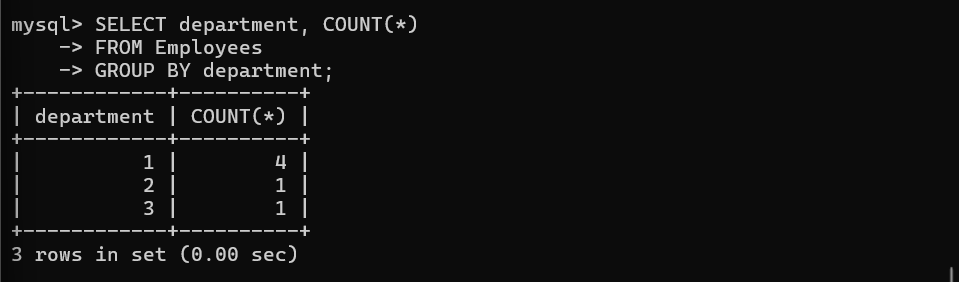 mysql> SELECT department, COUNT(*)
    -> FROM Employees
    -> GROUP BY department;
+------------+----------+
| department | COUNT(*) |
+------------+----------+
|          1 |        4 |
|          2 |        1 |
|          3 |        1 |
+------------+----------+
3 rows in set (0.00 sec)